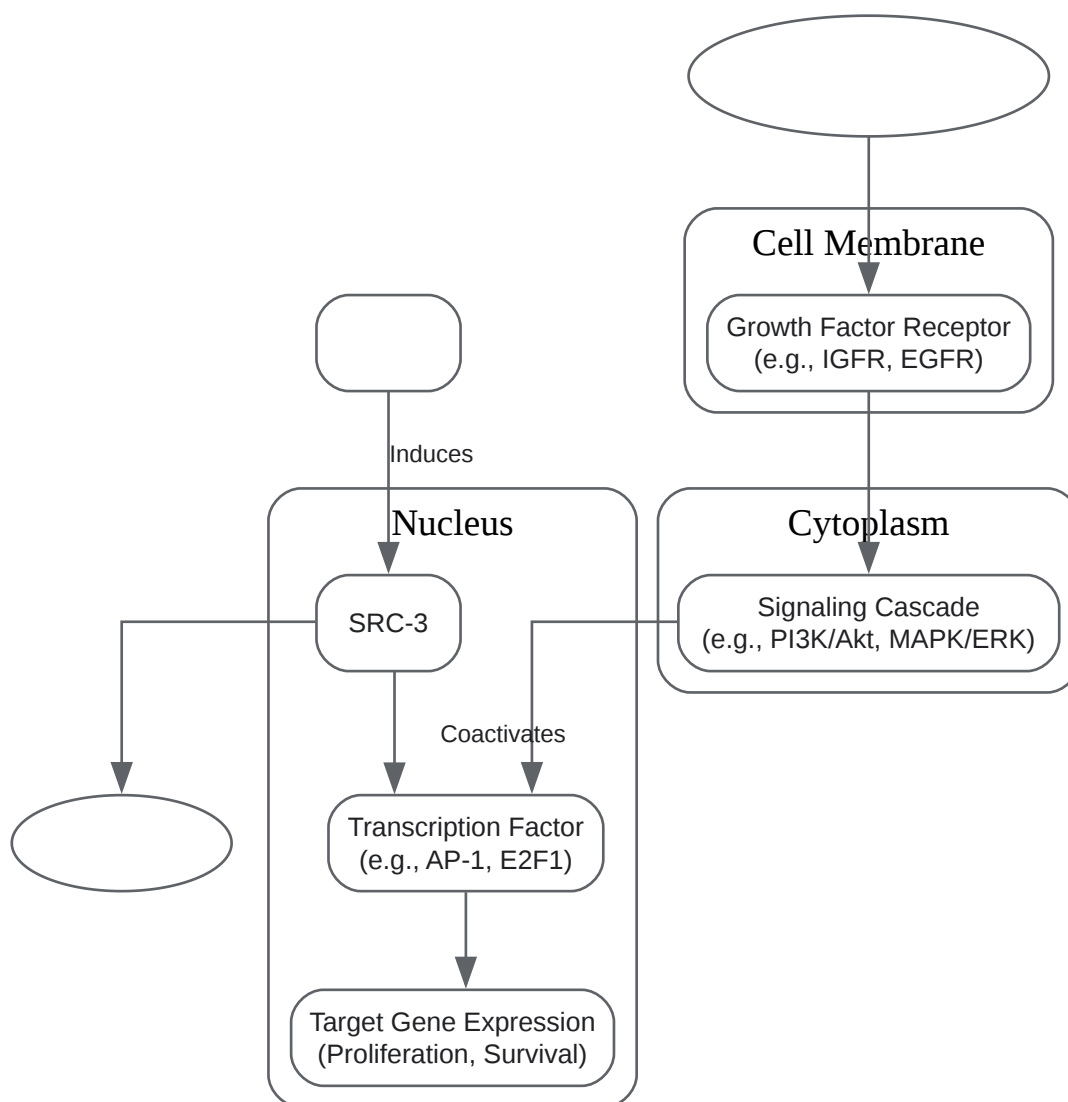 Cell Membrane
Growth Factor Receptor
(e.g., IGFR, EGFR)
Induces
Nucleus
Cytoplasm
SRC-3
Signaling Cascade
(e.g., PI3K/Akt, MAPK/ERK)
Coactivates
Transcription Factor
(e.g., AP-1, E2F1)
Target Gene Expression
(Proliferation, Survival)